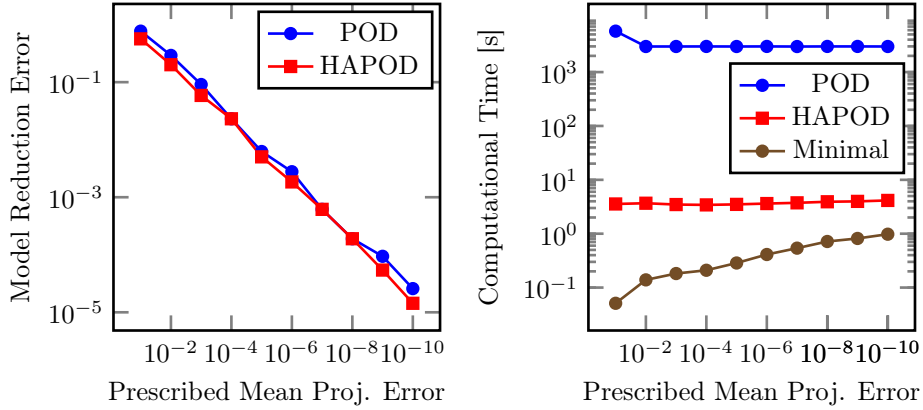 POD
HAPOD
10^{-1}
10^{-3}
10^{-5}
Model Reduction Error
10^{-2} 10^{-4} 10^{-6} 10^{-8} 10^{-10}
Prescribed Mean Proj. Error
POD
HAPOD
Minimal
10^{3}
10^{2}
10^{1}
10^{0}
10^{-1}
Computational Time [s]
10^{-2} 10^{-4} 10^{-6} 10^{-8} 10^{-10}
Prescribed Mean Proj. Error